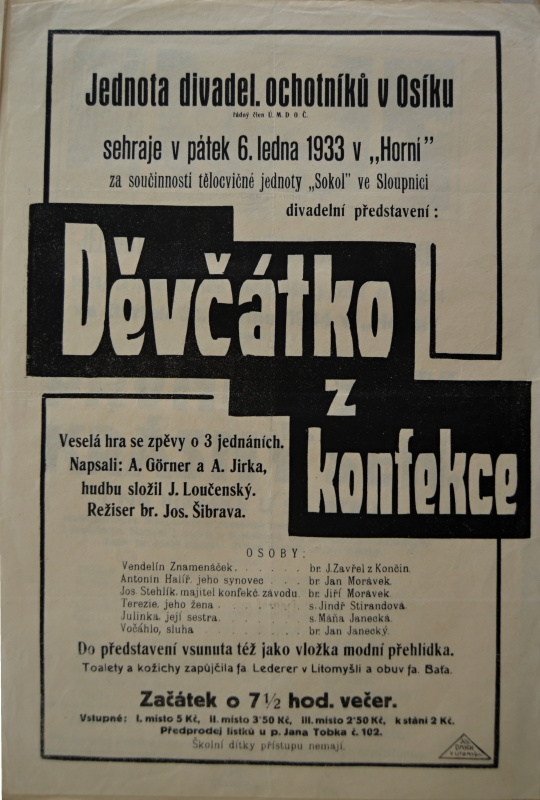 Jednota divadel. ochotníků v Osíku
řádný člen Ú. M. D. O. Č.
sehraje v pátek 6. ledna 1933 v „Horní”
za součinnosti tělocvičné jednoty „Sokol” ve Sloupnici
divadelní představení:
Děvčátko
z
konfekce
Veselá hra se zpěvy o 3 jednáních.
Napsali: A. Görner a A. Jirka,
hudbu složil J. Loučenský.
Režiser br. Jos. Šibrava.
OSOBY:
Vendelín Znamenáček . . . . . . br. J. Zavřel z Končin.
Antonín Halíř, jeho synovec . . . br. Jan Morávek.
Jos. Stehlík, majitel konfekč. závodu. br. Jiří Morávek.
Terezie, jeho žena . . . . . . s. Jindř. Stirandová.
Julinka, její sestra . . . . . . s. Máňa Janecká.
Vočáhlo, sluha . . . . . . br. Jan Janecký.
Do představení vsunuta též jako vložka modní přehlídka.
Toalety a kožichy zapůjčila fa. Lederer v Litomyšli a obuv fa. Baťa.
Začátek o 7½ hod. večer.
Vstupné: I. místo 5 Kč, II. místo 3˙50 Kč, III. místo 2˙50 Kč, k stání 2 Kč.
Předprodej lístků u p. Jana Tobka č. 102.
Školní dítky přístupu nemají.